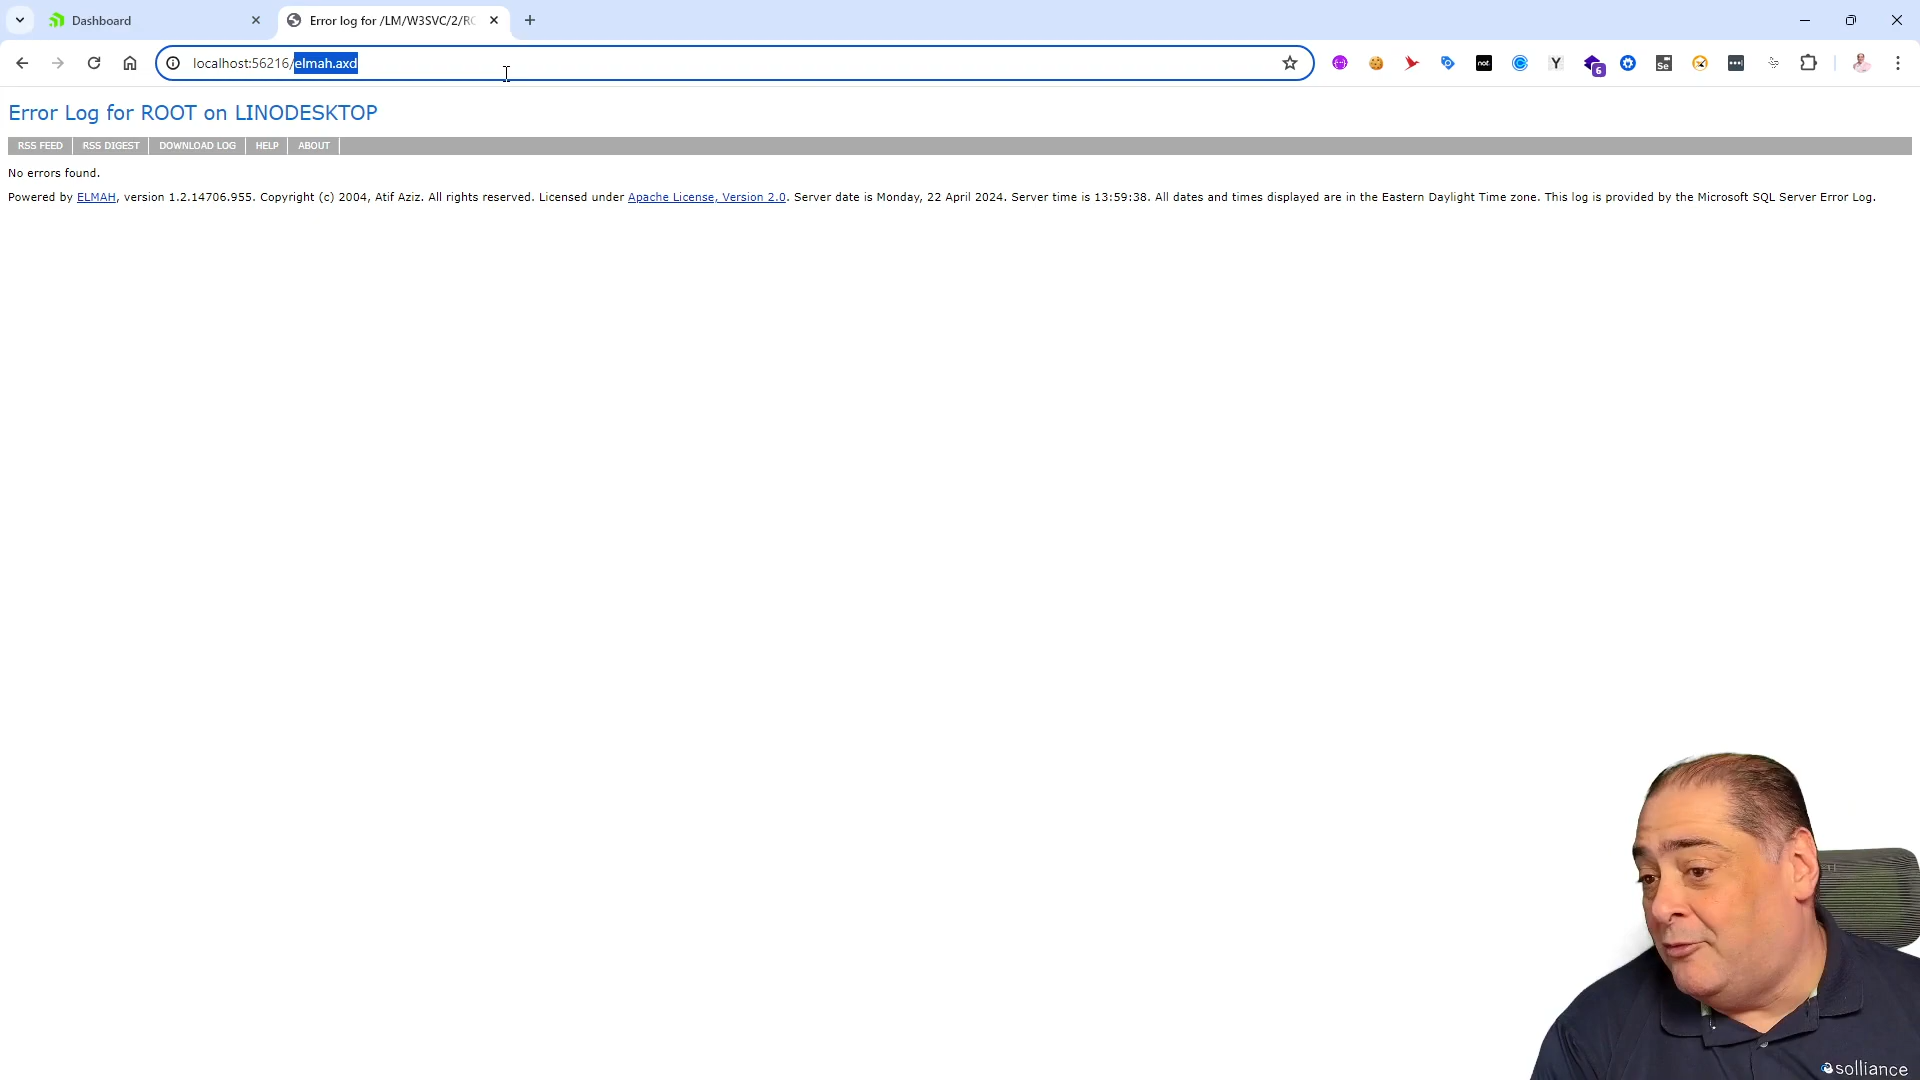 Dashboard
Error log for /LM/W3SVC/2/RO
localhost:56216/elmah.axd
not.
Y
6
Se
Error Log for ROOT on LINODESKTOP
RSS FEED
RSS DIGEST
DOWNLOAD LOG
HELP
ABOUT
No errors found.
Powered by ELMAH, version 1.2.14706.955. Copyright (c) 2004, Atif Aziz. All rights reserved. Licensed under Apache License, Version 2.0. Server date is Monday, 22 April 2024. Server time is 13:59:38. All dates and times displayed are in the Eastern Daylight Time zone. This log is provided by the Microsoft SQL Server Error Log.
solliance